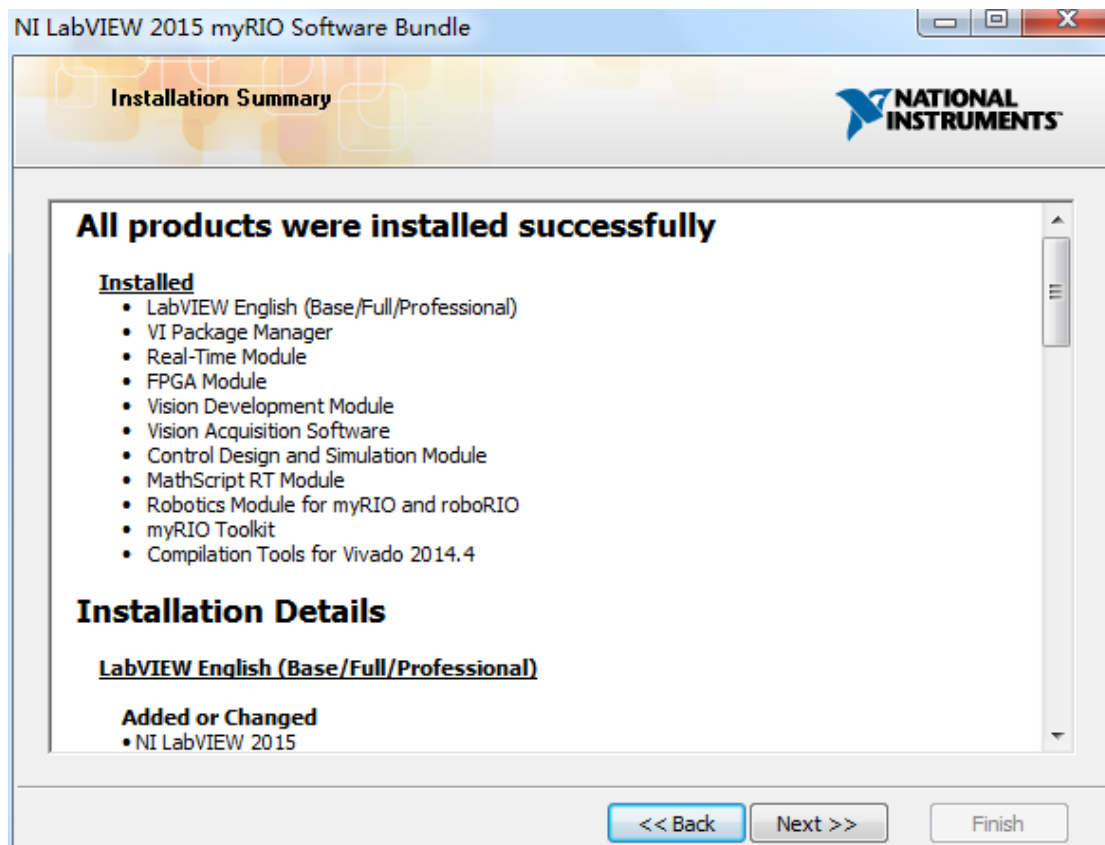 NI LabVIEW 2015 myRIO Software Bundle
Installation Summary
NATIONAL
INSTRUMENTS™
All products were installed successfully
Installed
• LabVIEW English (Base/Full/Professional)
• VI Package Manager
• Real-Time Module
• FPGA Module
• Vision Development Module
• Vision Acquisition Software
• Control Design and Simulation Module
• MathScript RT Module
• Robotics Module for myRIO and roboRIO
• myRIO Toolkit
• Compilation Tools for Vivado 2014.4
Installation Details
LabVIEW English (Base/Full/Professional)
Added or Changed
• NI LabVIEW 2015
<< Back
Next >>
Finish